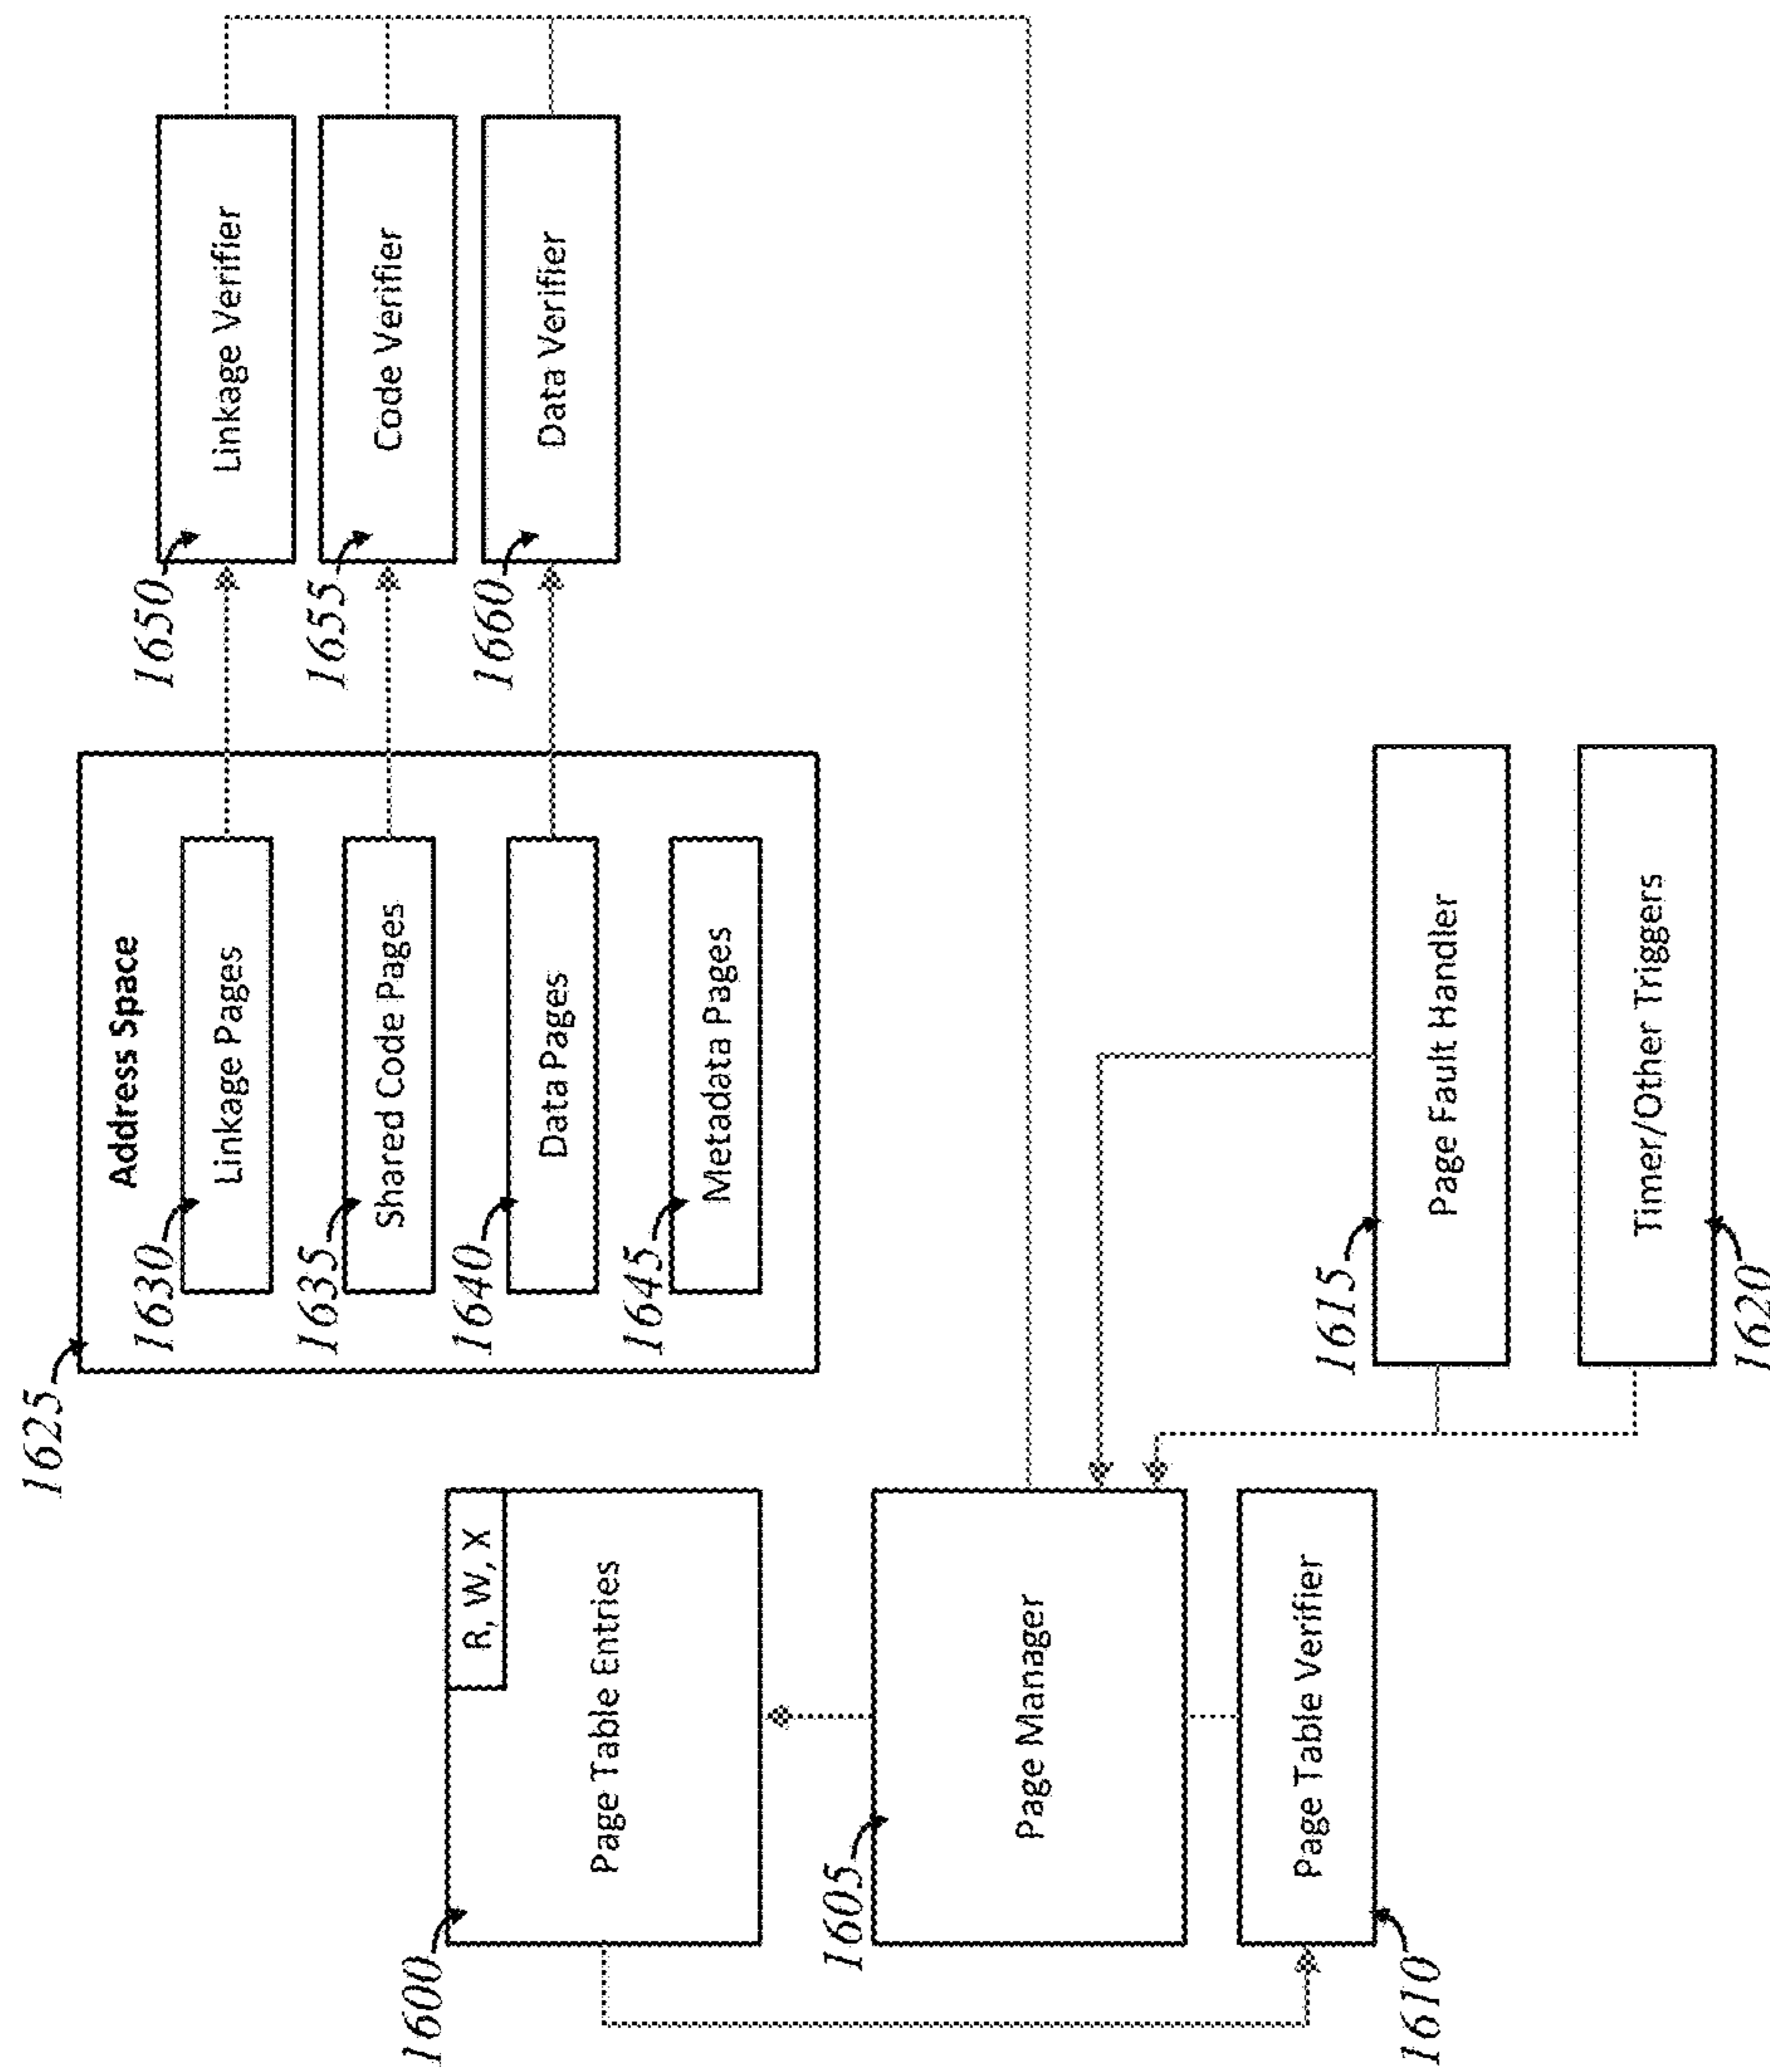 1600
R, W, X
Page Table Entries
1605
Page Manager
1610
Page Table Verifier
1625
Address Space
1630
Linkage Pages
1635
Shared Code Pages
1640
Data Pages
1645
Metadata Pages
1615
Page Fault Handler
1620
Timer/Other Triggers
1650
Linkage Verifier
1655
Code Verifier
1660
Data Verifier